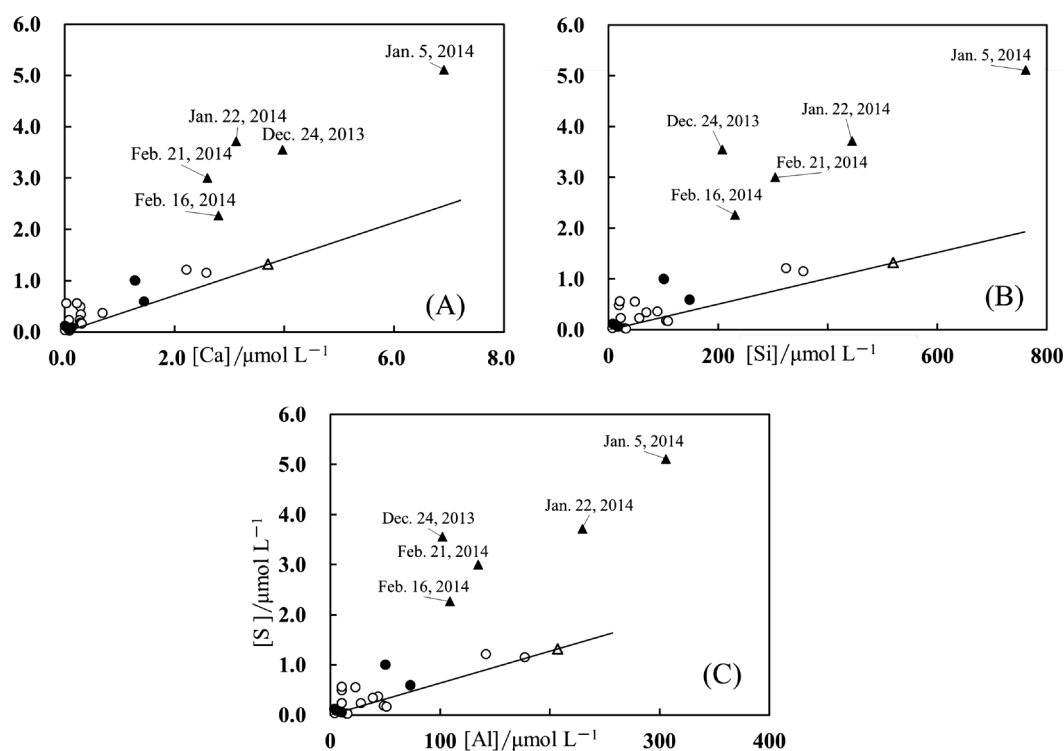 6.0
5.0
4.0
3.0
2.0
1.0
0.0
Jan. 5, 2014
Jan. 22, 2014
Dec. 24, 2013
Feb. 21, 2014
Feb. 16, 2014
(A)
0.0 2.0 4.0 6.0 8.0
[Ca]/μmol L−1
6.0
5.0
4.0
3.0
2.0
1.0
0.0
Jan. 5, 2014
Jan. 22, 2014
Dec. 24, 2013
Feb. 21, 2014
Feb. 16, 2014
(B)
0 200 400 600 800
[Si]/μmol L−1
[S ]/μmol L−1
6.0
5.0
4.0
3.0
2.0
1.0
0.0
Jan. 5, 2014
Jan. 22, 2014
Dec. 24, 2013
Feb. 21, 2014
Feb. 16, 2014
(C)
0 100 200 300 400
[Al]/μmol L−1